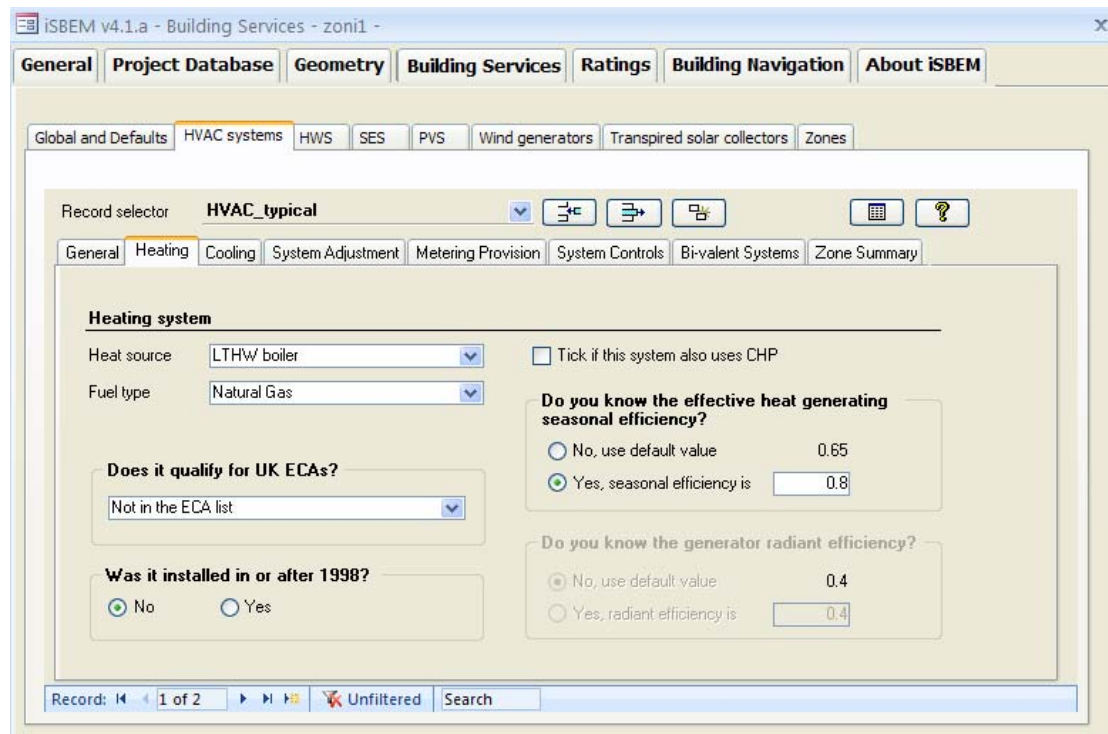 iSBEM v4.1.a - Building Services - zoni1 -
General Project Database Geometry Building Services Ratings Building Navigation About iSBEM
Global and Defaults HVAC systems HWS SES PVS Wind generators Transpired solar collectors Zones
Record selector HVAC_typical
General Heating Cooling System Adjustment Metering Provision System Controls Bi-valent Systems Zone Summary
Heating system
Heat source LTHW boiler
Tick if this system also uses CHP
Fuel type Natural Gas
Do you know the effective heat generating
seasonal efficiency?
No, use default value 0.65
Yes, seasonal efficiency is 0.8
Does it qualify for UK ECAs?
Not in the ECA list
Do you know the generator radiant efficiency?
No, use default value 0.4
Yes, radiant efficiency is 0.4
Was it installed in or after 1998?
No Yes
Record: 1 of 2 Unfiltered Search